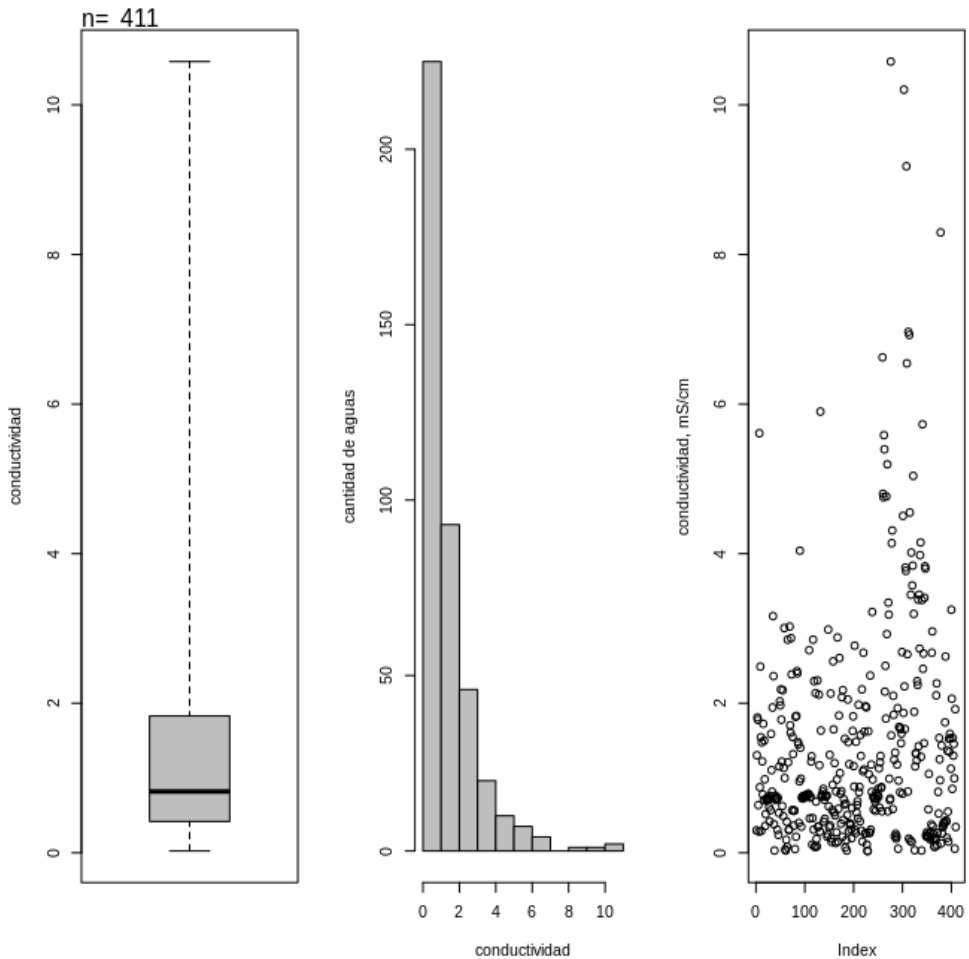 n= 411
conductividad
0
2
4
6
8
10
cantidad de aguas
0
50
100
150
200
0 2 4 6 8 10
conductividad
conductividad, mS/cm
0
2
4
6
8
10
0 100 200 300 400
Index